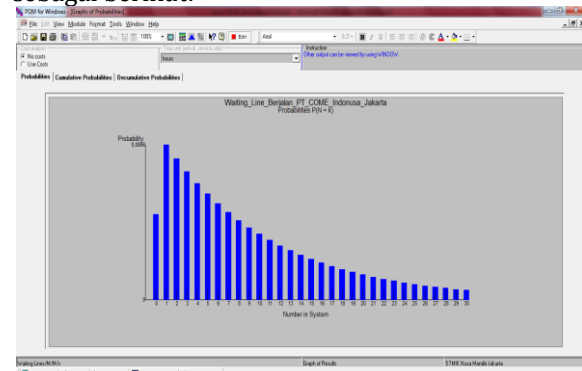 POM for Windows - [Graphs of Probabilities]
File Edit View Module Format Tools Window Help
100% Exit Arial
No costs
Use Costs
hours
Instruction
Other output can be viewed by using WINDOW.
Probabilities Cumulative Probabilities Decumulative Probabilities
Waiting_Line_Berjalan_PT_COME_Indonusa_Jakarta
Probabilities P(N = k)
Probability
0
0 1 2 3 4 5 6 7 8 9 10 11 12 13 14 15 16 17 18 19 20 21 22 23 24 25 26 27 28 29 30
Number in System
Waiting Lines/M/M/s Graph of Results STMIK Nusa Mandiri Jakarta